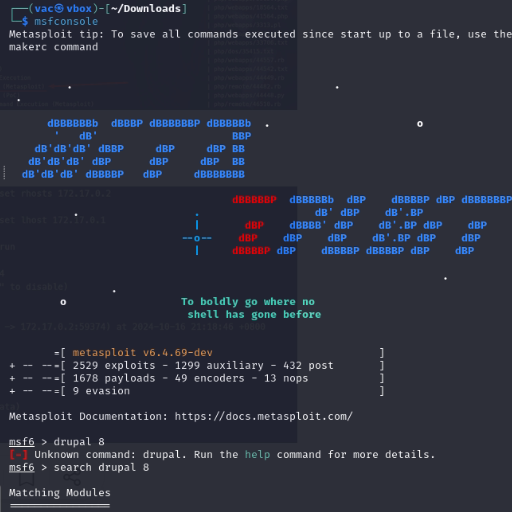 (vac㉿vbox)-[~/Downloads]
$ msfconsole
Metasploit tip: To save all commands executed since start up to a file, use the
makerc command
dBBBBBBb  dBBBP dBBBBBBP dBBBBBb  .                       o
'   dB'                     BBP
dB'dB'dB' dBBP     dBP     dBP BB
dB'dB'dB' dBP      dBP     dBP  BB
dB'dB'dB' dBBBBP   dBP     dBBBBBBB
dBBBBBP  dBBBBBb  dBP    dBBBBP dBP dBBBBBBP
.                  dB' dBP    dB'.BP
|       dBP    dBBBB' dBP    dB'.BP dBP    dBP
--o--    dBP    dBP    dBP    dB'.BP dBP    dBP
|     dBBBBP dBP    dBBBBP dBBBBP dBP    dBP
o                 To boldly go where no
shell has gone before
=[ metasploit v6.4.69-dev                          ]
+ -- --=[ 2529 exploits - 1299 auxiliary - 432 post       ]
+ -- --=[ 1678 payloads - 49 encoders - 13 nops           ]
+ -- --=[ 9 evasion                                       ]
Metasploit Documentation: https://docs.metasploit.com/
msf6 > drupal 8
[-] Unknown command: drupal. Run the help command for more details.
msf6 > search drupal 8
Matching Modules
================